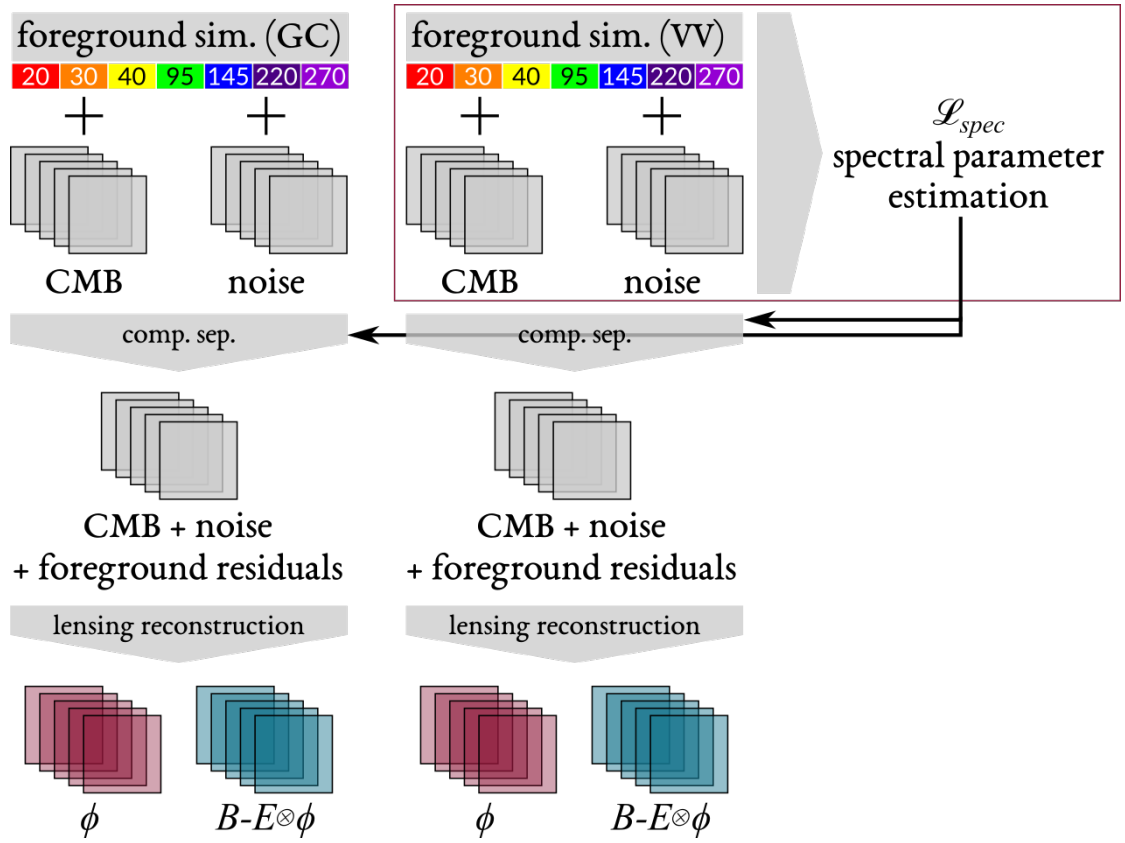 foreground sim. (GC)
20 30 40 95 145 220 270
+ +
CMB noise
comp. sep.
CMB + noise
+ foreground residuals
lensing reconstruction
ϕ B-E⊗ϕ
foreground sim. (VV)
20 30 40 95 145 220 270
+ +
CMB noise
ℒspec
spectral parameter
estimation
comp. sep.
CMB + noise
+ foreground residuals
lensing reconstruction
ϕ B-E⊗ϕ